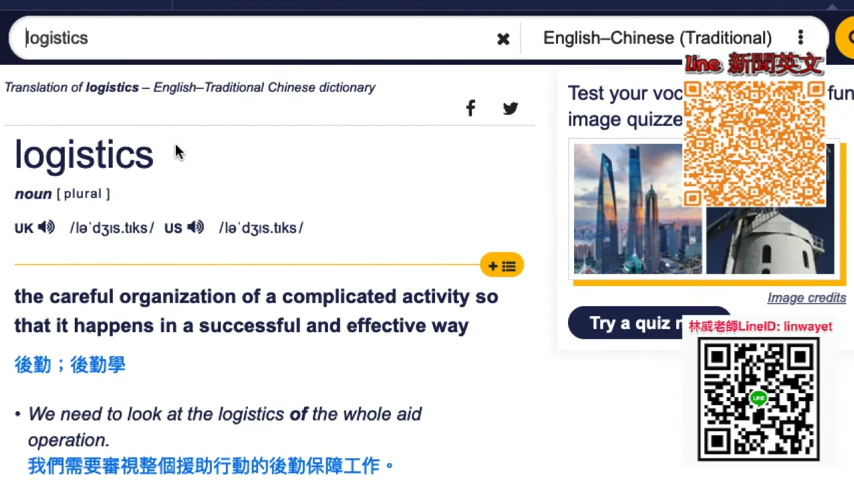 logistics
English–Chinese (Traditional)
line 新聞英文
Translation of logistics – English–Traditional Chinese dictionary
Test your voc
fun
image quizze
logistics
noun [ plural ]
UK /ləˈdʒɪs.tɪks/ US /ləˈdʒɪs.tɪks/
the careful organization of a complicated activity so
that it happens in a successful and effective way
後勤；後勤學
Image credits
Try a quiz n
林威老師LineID: linwayet
LINE
• We need to look at the logistics of the whole aid
operation.
我們需要審視整個援助行動的後勤保障工作。